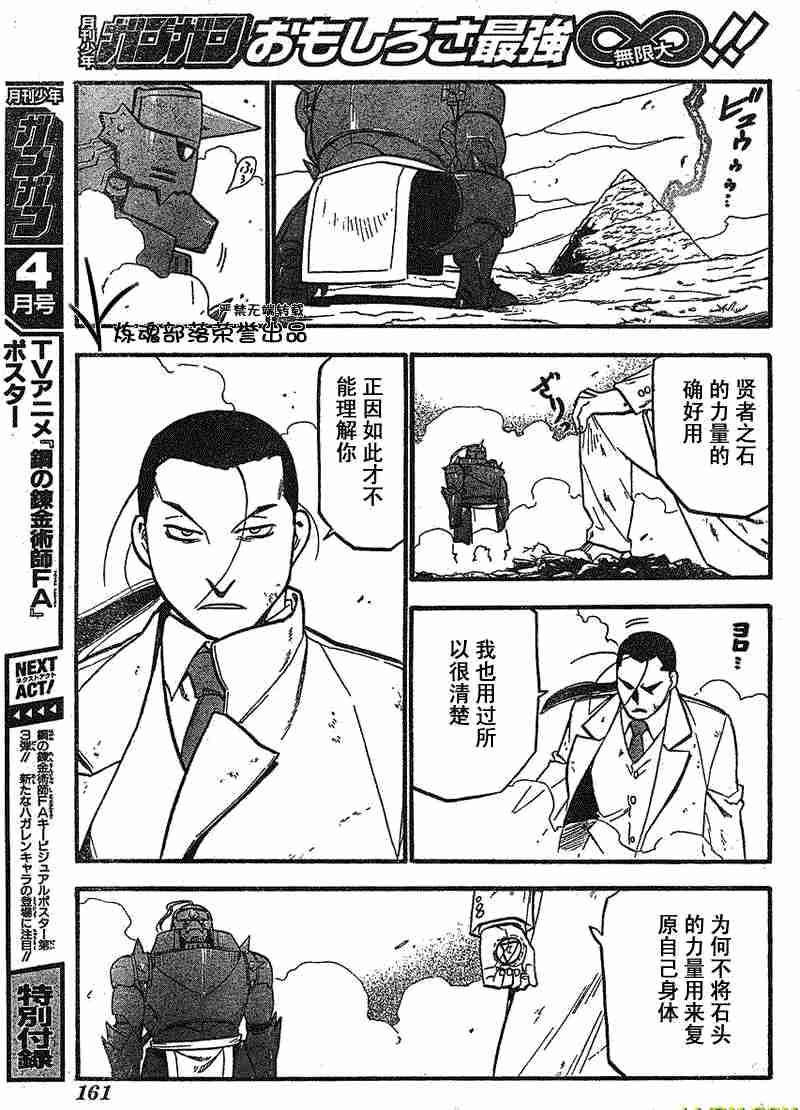 月刊少年
ガンガン
おもしろさ最強
無限大
!!
ビュウゥゥ…
ふぅ
严禁无端转载
炼魂部落荣誉出品
贤者之石
的力量的
确好用
ざりっ
正因如此才不
能理解你
ヨロ…
我也用过所
以很清楚
为何不将石头
的力量用来复
原自己身体
月刊少年
ガンガン
4
月号
TVアニメ『鋼の錬金術師FA』
ポスター
NEXT
ネクストアクト
ACT!
鋼の錬金術師FAキービジュアルポスター第
3弾!! 新たなハガレンキャラの登場に注目!!
特別付録
161